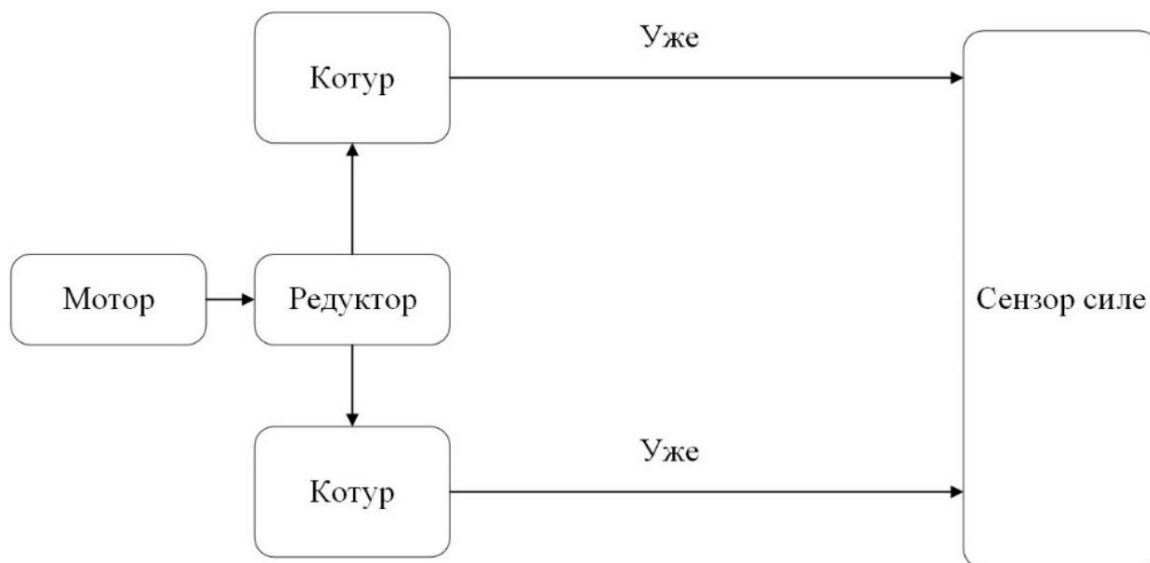 Уже
Котур
Мотор
Редуктор
Сензор силе
Уже
Котур